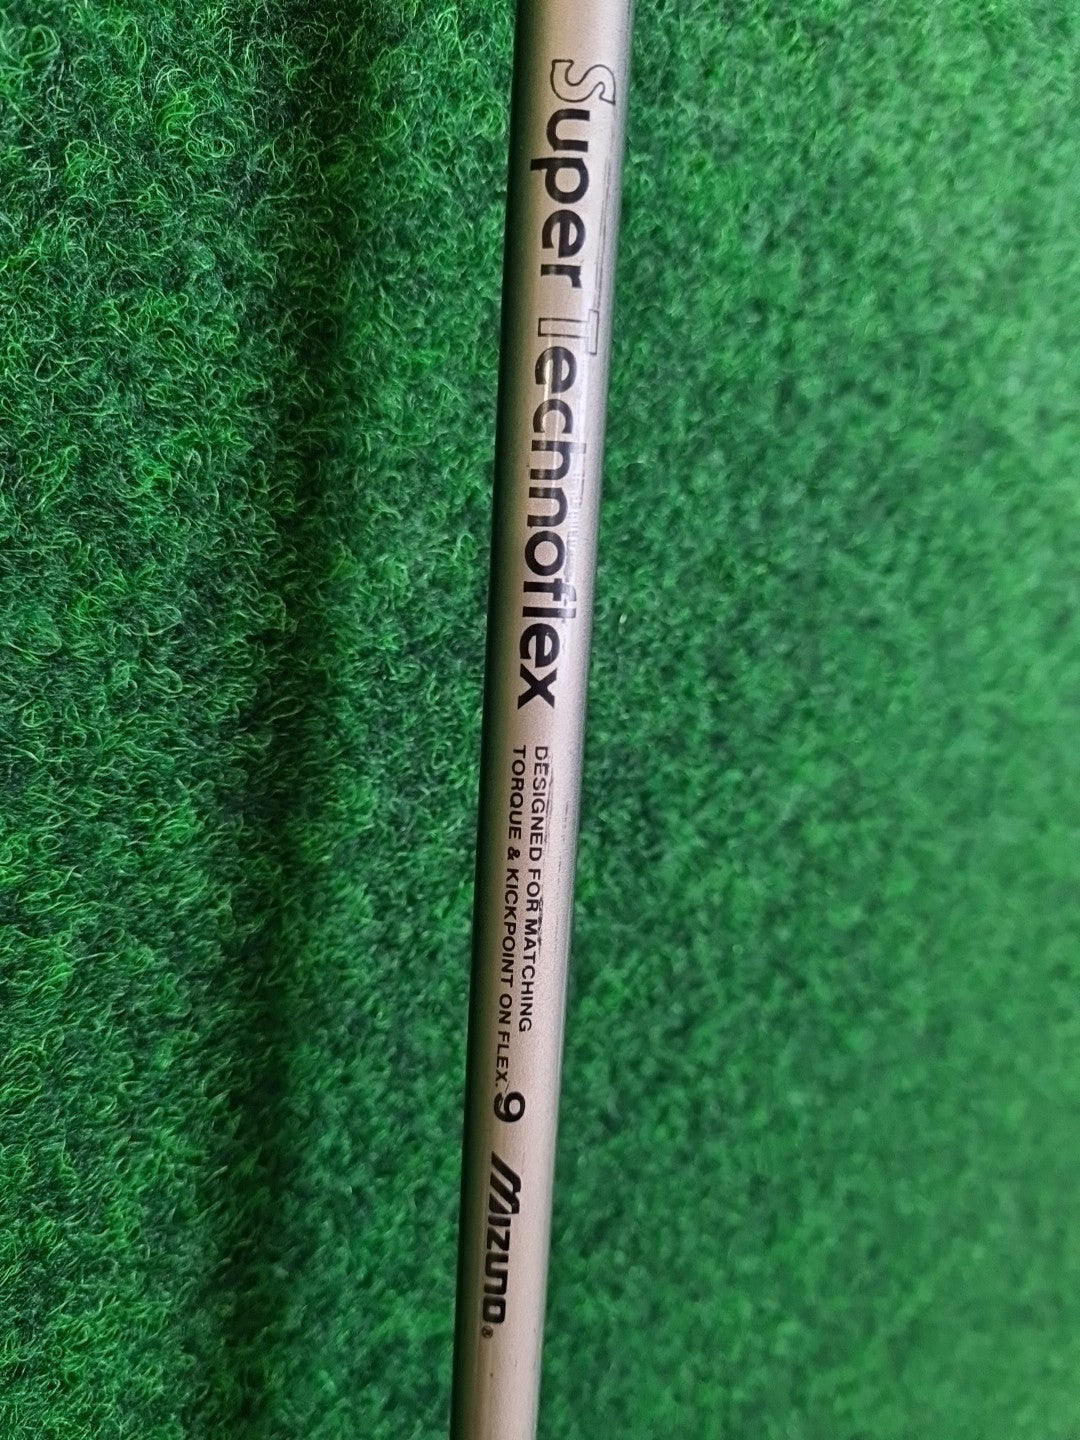 Super Technoflex
DESIGNED FOR MATCHING
TORQUE & KICKPOINT ON FLEX. 9
MIZUNO®